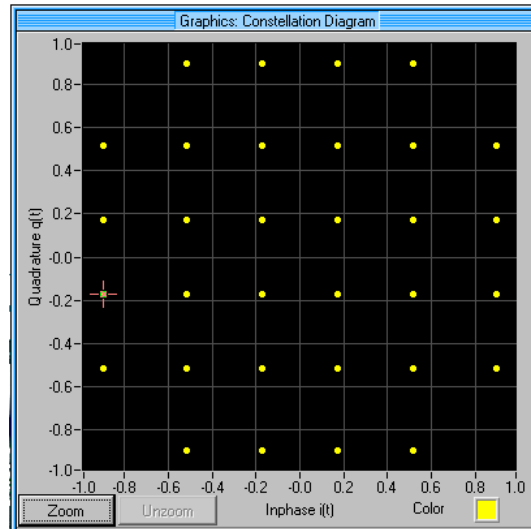 Graphics: Constellation Diagram
1.0
0.8
0.6
0.4
0.2
-0.0
-0.2
-0.4
-0.6
-0.8
-1.0
Quadrature q(t)
-1.0 -0.8 -0.6 -0.4 -0.2 -0.0 0.2 0.4 0.6 0.8 1.0
Zoom
Unzoom
Inphase i(t)
Color